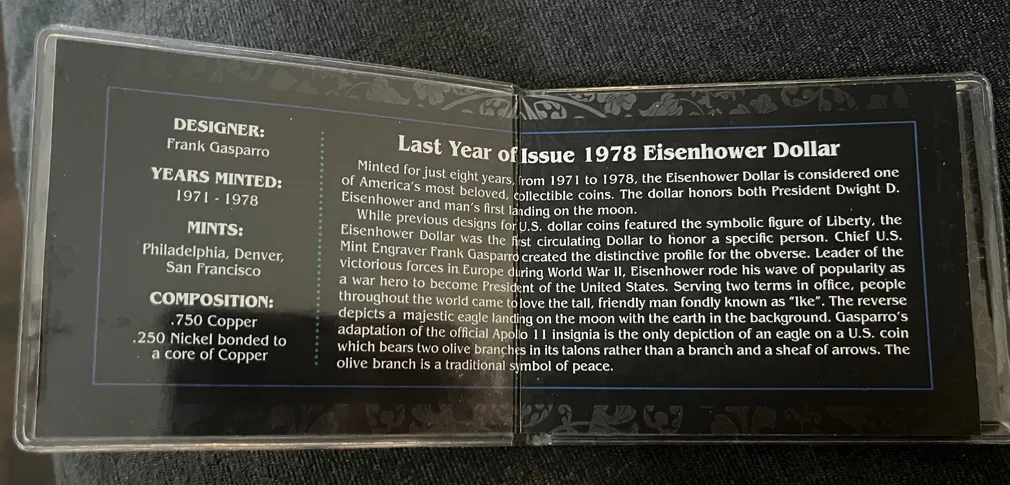 DESIGNER:
Frank Gasparro
YEARS MINTED:
1971 - 1978
MINTS:
Philadelphia, Denver,
San Francisco
COMPOSITION:
.750 Copper
.250 Nickel bonded to
a core of Copper
Last Year of Issue 1978 Eisenhower Dollar
Minted for just eight years, from 1971 to 1978, the Eisenhower Dollar is considered one
of America's most beloved, collectible coins. The dollar honors both President Dwight D.
Eisenhower and man's first landing on the moon.
While previous designs for U.S. dollar coins featured the symbolic figure of Liberty, the
Eisenhower Dollar was the first circulating Dollar to honor a specific person. Chief U.S.
Mint Engraver Frank Gasparro created the distinctive profile for the obverse. Leader of the
victorious forces in Europe during World War II, Eisenhower rode his wave of popularity as
a war hero to become President of the United States. Serving two terms in office, people
throughout the world came to love the tall, friendly man fondly known as "Ike". The reverse
depicts a majestic eagle landing on the moon with the earth in the background. Gasparro's
adaptation of the official Apollo 11 insignia is the only depiction of an eagle on a U.S. coin
which bears two olive branches in its talons rather than a branch and a sheaf of arrows. The
olive branch is a traditional symbol of peace.